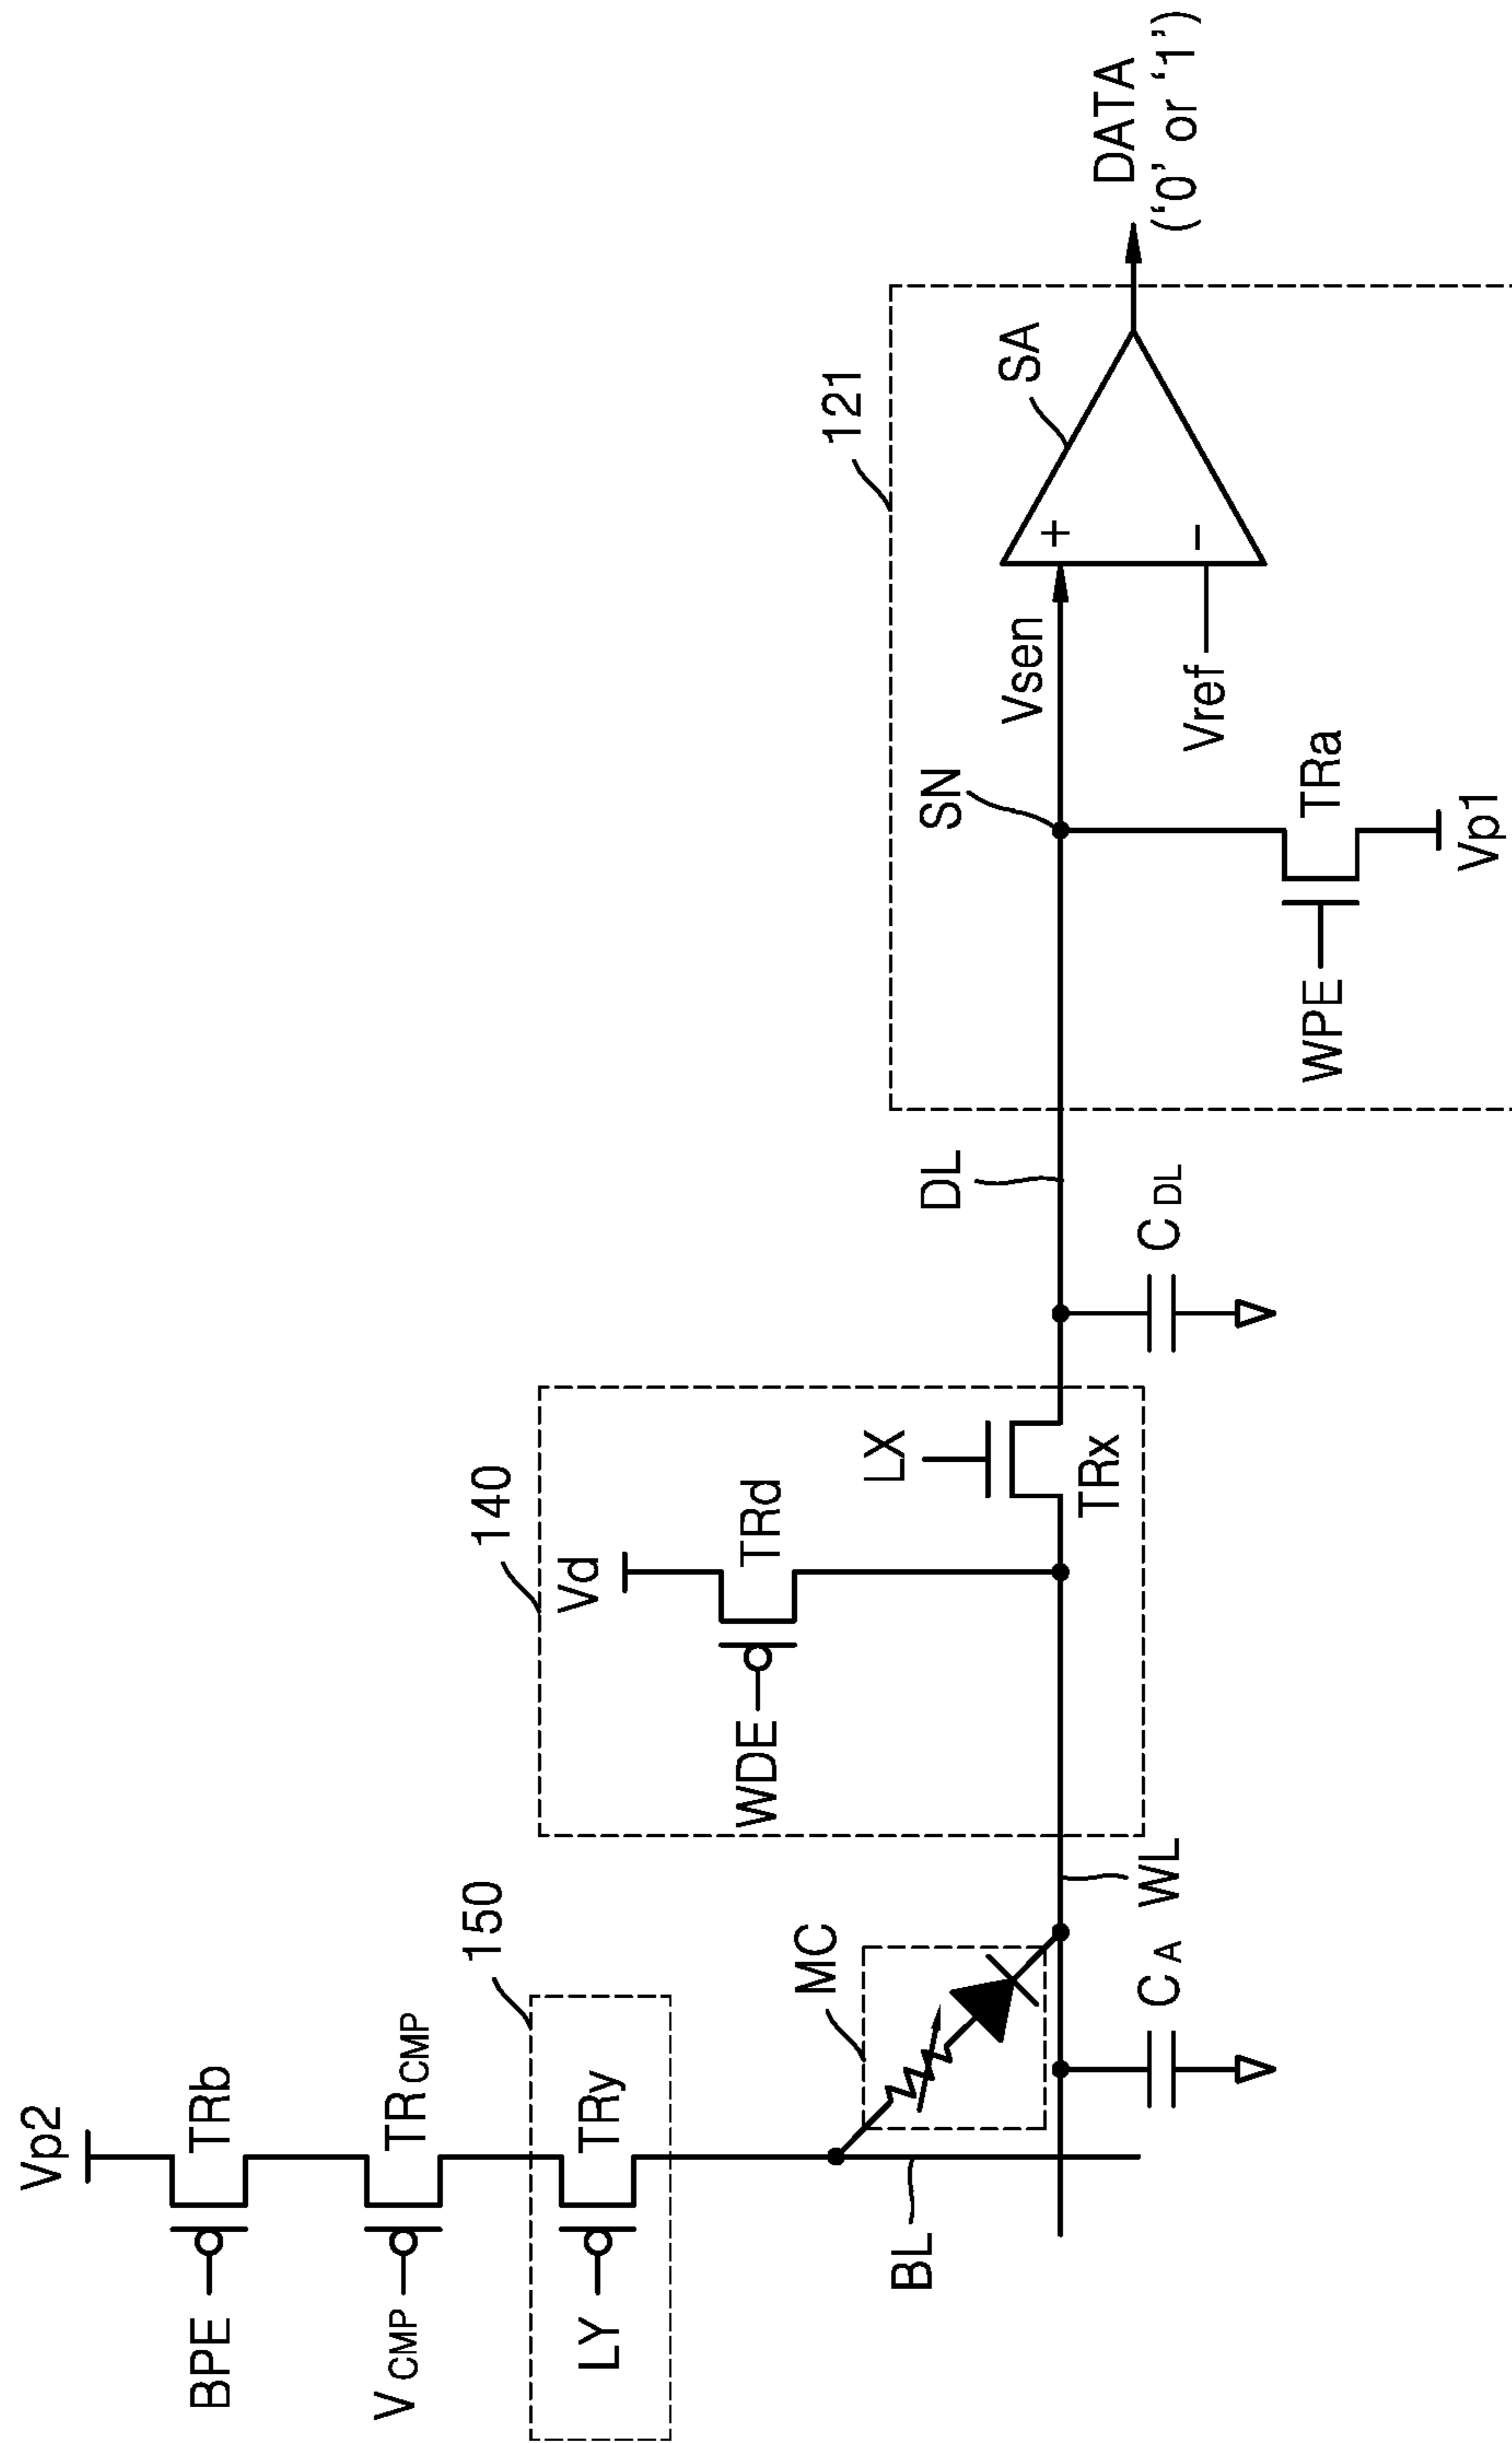 Vp2
BPE
TRb
V CMP
TR CMP
150
LY
TRy
140
Vd
WDE
TRd
MC
LX
121
BL
SN
Vsen
SA
DATA
('0' or '1')
+
−
DL
TRx
WL
C A
C DL
Vref
WPE
TRa
Vp1